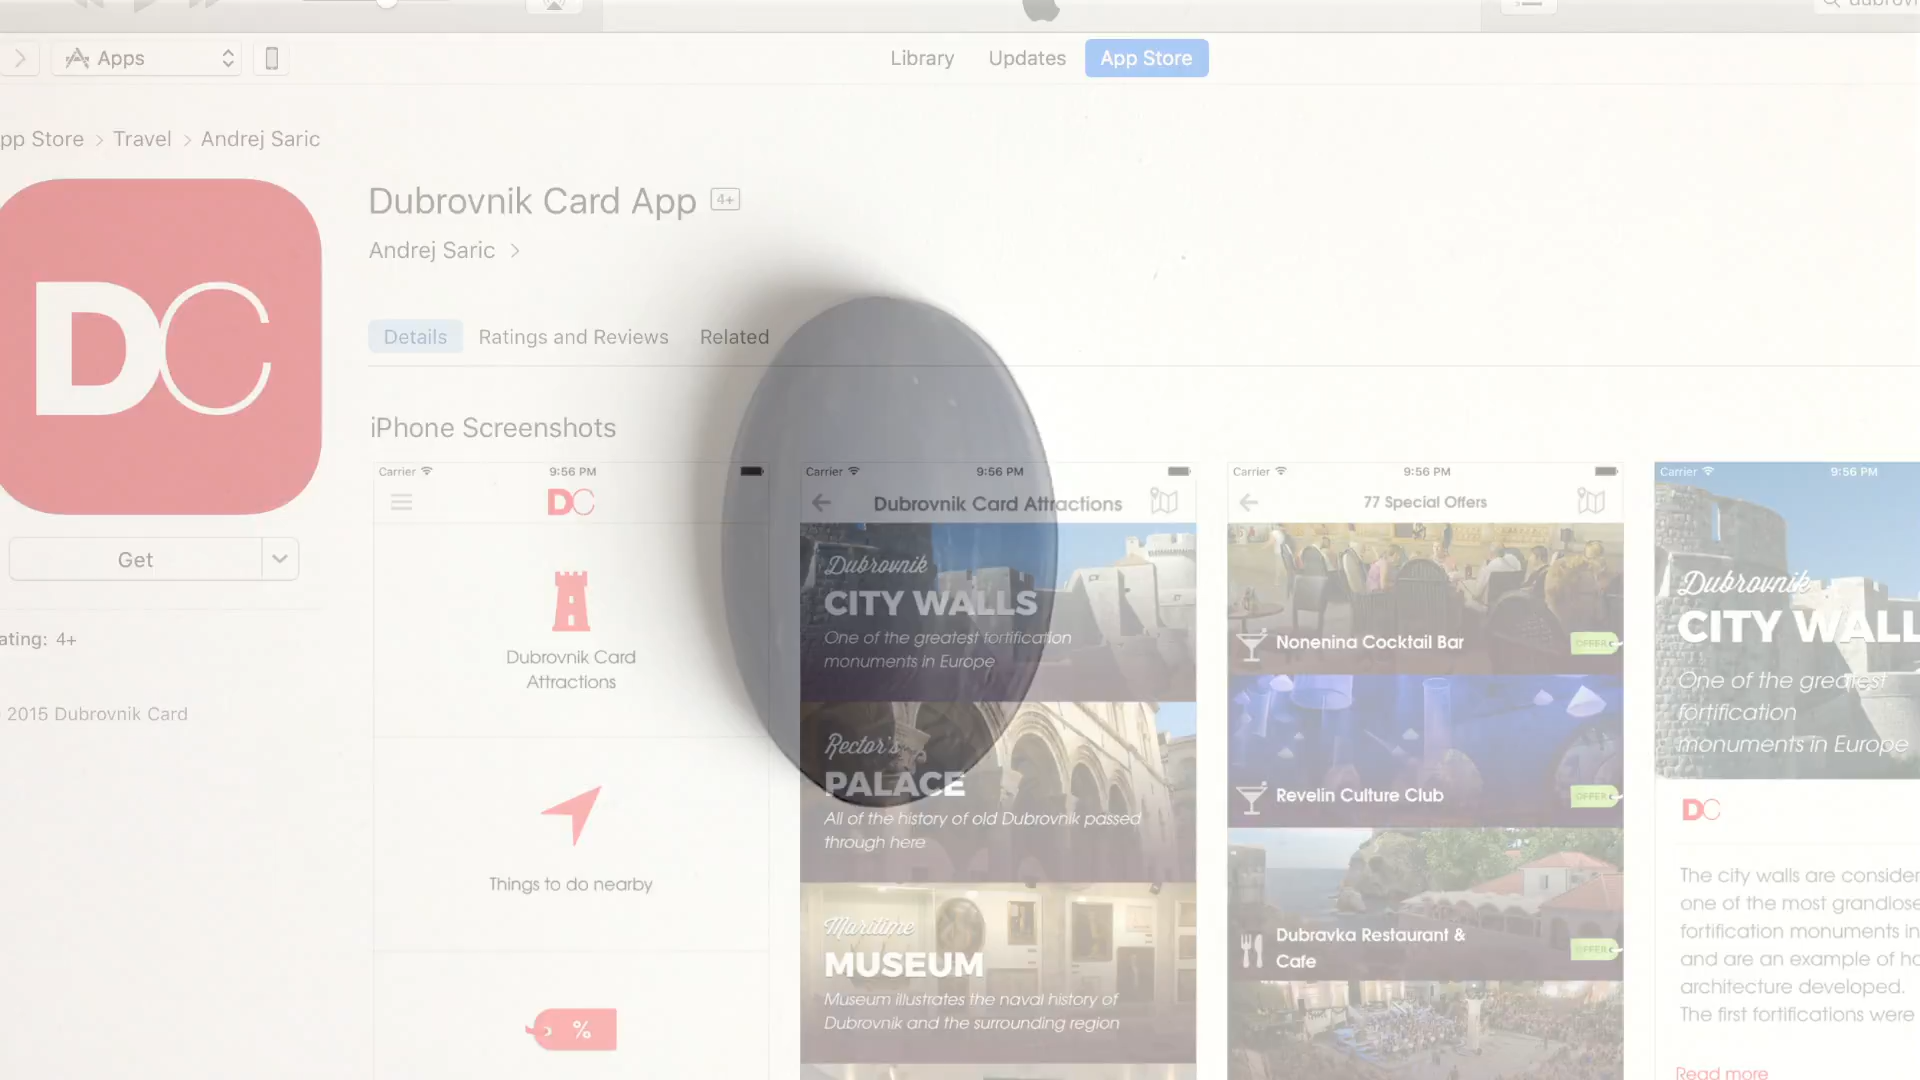 Apps
Library
Updates
App Store
pp Store > Travel > Andrej Saric
Dubrovnik Card App 4+
Andrej Saric >
DC
Details
Ratings and Reviews
Related
Get
ating: 4+
2015 Dubrovnik Card
iPhone Screenshots
Carrier 9:56 PM
DC
Dubrovnik Card
Attractions
Things to do nearby
%
Carrier 9:56 PM
Dubrovnik Card Attractions
Dubrovnik
CITY WALLS
One of the greatest fortification
monuments in Europe
Rector's
PALACE
All of the history of old Dubrovnik passed
through here
Maritime
MUSEUM
Museum illustrates the naval history of
Dubrovnik and the surrounding region
Carrier 9:56 PM
77 Special Offers
Nonenina Cocktail Bar
OFFER
Revelin Culture Club
OFFER
Dubravka Restaurant &
Cafe
OFFER
Carrier 9:56 PM
Dubrovnik
CITY WALL
One of the greatest
fortification
monuments in Europe
DC
The city walls are consider
one of the most grandiose
fortification monuments in
and are an example of ho
architecture developed.
The first fortifications were
Read more